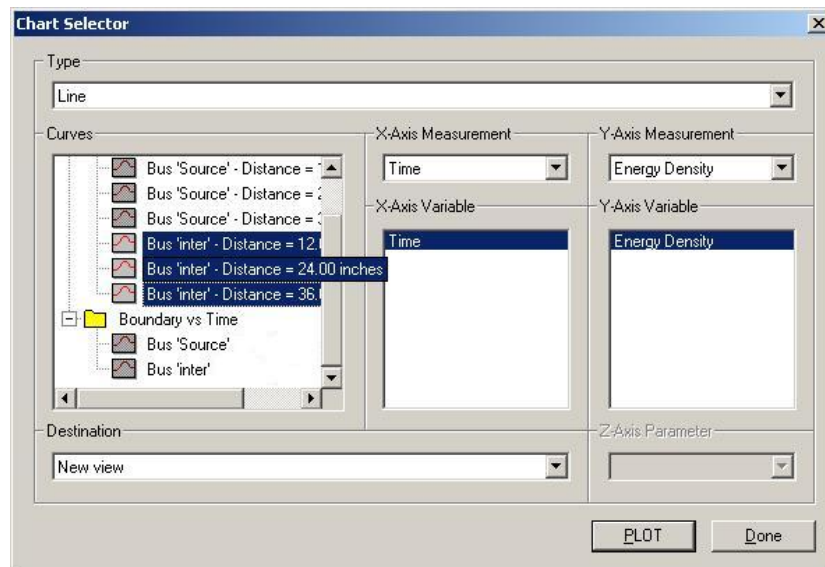 Chart Selector
Type
Line
Curves
Bus 'Source' - Distance =
Bus 'Source' - Distance =
Bus 'Source' - Distance =
Bus 'inter' - Distance = 12.
Bus 'inter' - Distance = 24.00 inches
Bus 'inter' - Distance = 36.
Boundary vs Time
Bus 'Source'
Bus 'inter'
X-Axis Measurement
Time
X-Axis Variable
Time
Y-Axis Measurement
Energy Density
Y-Axis Variable
Energy Density
Destination
New view
Z-Axis Parameter
PLOT
Done